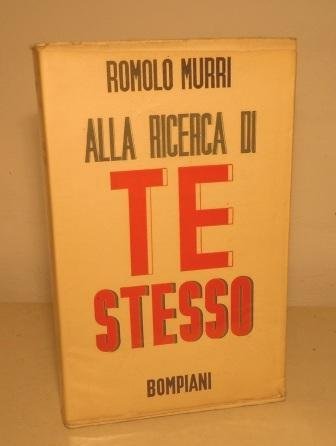 ROMOLO MURRI
ALLA RICERCA DI
TE
STESSO
BOMPIANI